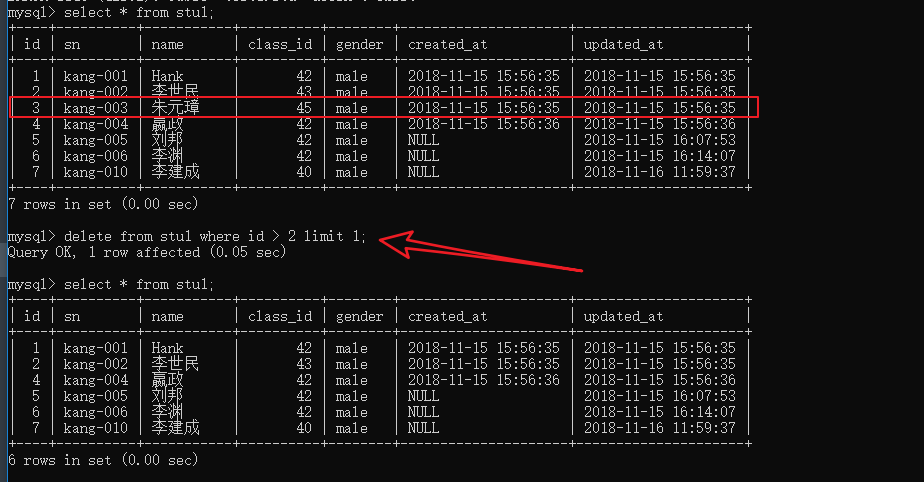 mysql> select * from stu1;
| id | sn | name | class_id | gender | created_at | updated_at |
| 1 | kang-001 | Hank | 42 | male | 2018-11-15 15:56:35 | 2018-11-15 15:56:35 |
| 2 | kang-002 | 李世民 | 43 | male | 2018-11-15 15:56:35 | 2018-11-15 15:56:35 |
| 3 | kang-003 | 朱元璋 | 45 | male | 2018-11-15 15:56:35 | 2018-11-15 15:56:35 |
| 4 | kang-004 | 嬴政 | 42 | male | 2018-11-15 15:56:36 | 2018-11-15 15:56:36 |
| 5 | kang-005 | 刘邦 | 42 | male | NULL | 2018-11-15 16:07:53 |
| 6 | kang-006 | 李渊 | 42 | male | NULL | 2018-11-15 16:14:07 |
| 7 | kang-010 | 李建成 | 40 | male | NULL | 2018-11-16 11:59:37 |
7 rows in set (0.00 sec)
mysql> delete from stu1 where id > 2 limit 1;
Query OK, 1 row affected (0.05 sec)
mysql> select * from stu1;
| id | sn | name | class_id | gender | created_at | updated_at |
| 1 | kang-001 | Hank | 42 | male | 2018-11-15 15:56:35 | 2018-11-15 15:56:35 |
| 2 | kang-002 | 李世民 | 43 | male | 2018-11-15 15:56:35 | 2018-11-15 15:56:35 |
| 4 | kang-004 | 嬴政 | 42 | male | 2018-11-15 15:56:36 | 2018-11-15 15:56:36 |
| 5 | kang-005 | 刘邦 | 42 | male | NULL | 2018-11-15 16:07:53 |
| 6 | kang-006 | 李渊 | 42 | male | NULL | 2018-11-15 16:14:07 |
| 7 | kang-010 | 李建成 | 40 | male | NULL | 2018-11-16 11:59:37 |
6 rows in set (0.00 sec)